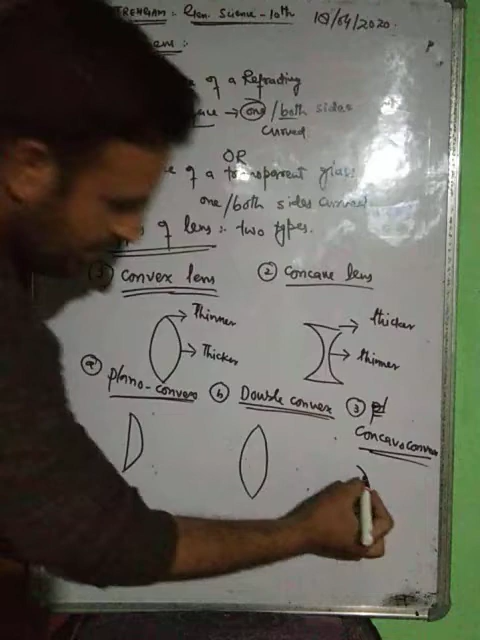 Gen. Science - 10th 18/04/2020
of a Refracting
→ one / both sides
curved
OR
of a transparent glass
one / both sides curved
of lens :- two types.
① Convex lens ② Concave lens
→ Thinner → thicker
→ Thicker → thinner
ⓐ Plano-convex ⓑ Double convex ③
Concavo convex